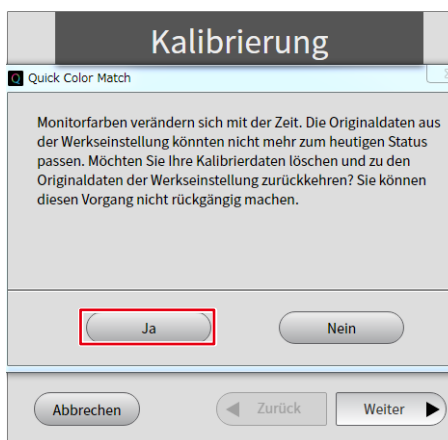 Kalibrierung
Quick Color Match
Monitorfarben verändern sich mit der Zeit. Die Originaldaten aus
der Werkseinstellung könnten nicht mehr zum heutigen Status
passen. Möchten Sie Ihre Kalibrierdaten löschen und zu den
Originaldaten der Werkseinstellung zurückkehren? Sie können
diesen Vorgang nicht rückgängig machen.
Ja
Nein
Abbrechen
Zurück
Weiter